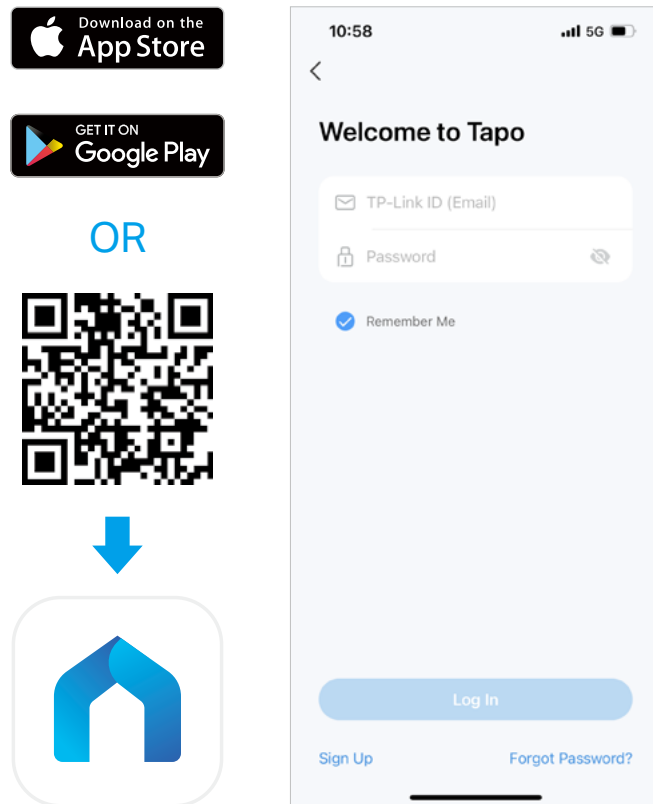 Download on the
App Store
GET IT ON
Google Play
OR
10:58
5G
Welcome to Tapo
TP-Link ID (Email)
Password
Remember Me
Log In
Sign Up
Forgot Password?